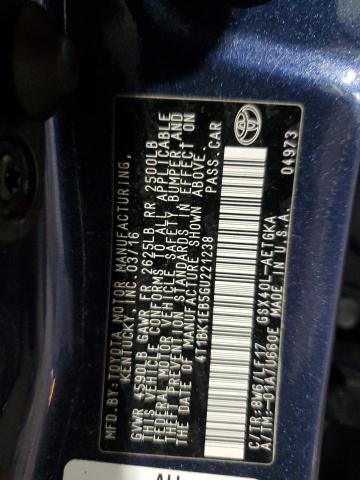 TOYOTA MOTOR MANUFACTURING,
KENTUCKY, INC. 03/16
GVWR 4590LB GAWR FR 2625LB RR 2500LB
THIS VEHICLE CONFORMS TO ALL APPLICABLE
FEDERAL MOTOR VEHICLE SAFETY, BUMPER AND
THEFT PREVENTION STANDARDS IN EFFECT ON
THE DATE OF MANUFACTURE SHOWN ABOVE.
4T1BK1EB5GU221238 PASS. CAR
C/TR: 8W6/LF17 GSX40L-AETGKA
A/TM: -01A/U660E MADE IN U.S.A.
04973